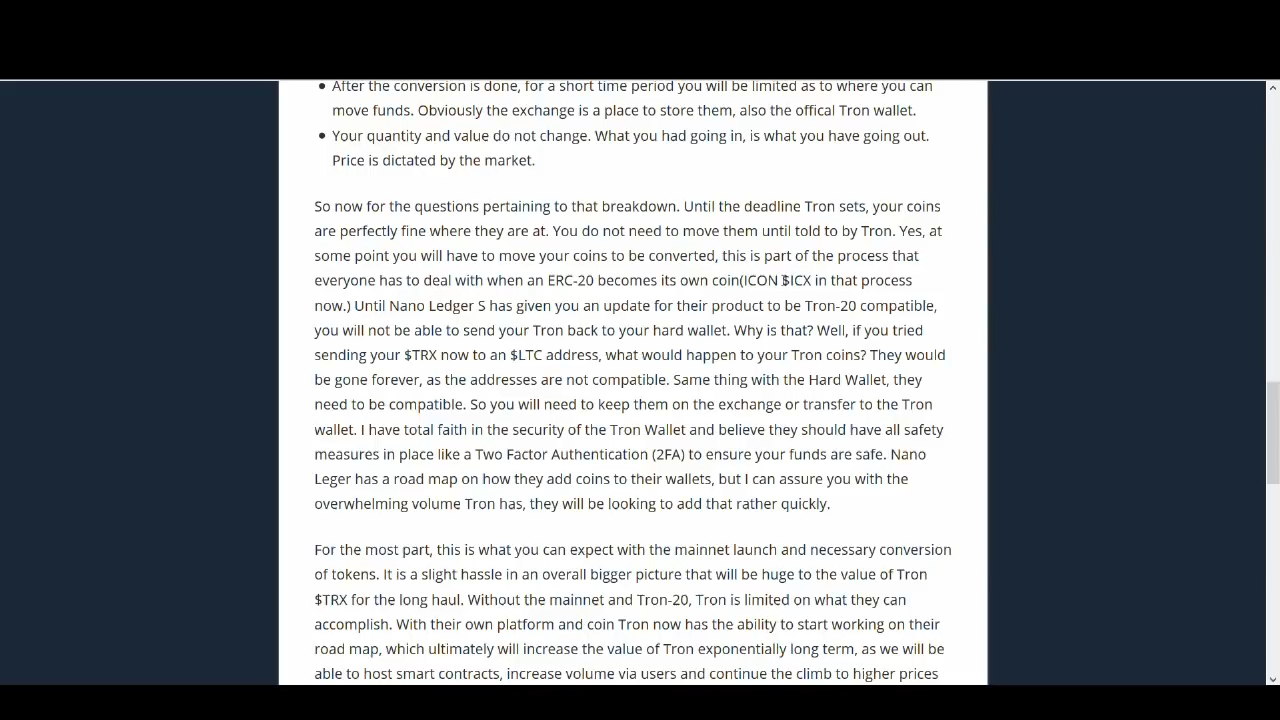 After the conversion is done, for a short time period you will be limited as to where you can
move funds. Obviously the exchange is a place to store them, also the offical Tron wallet.
Your quantity and value do not change. What you had going in, is what you have going out.
Price is dictated by the market.
So now for the questions pertaining to that breakdown. Until the deadline Tron sets, your coins
are perfectly fine where they are at. You do not need to move them until told to by Tron. Yes, at
some point you will have to move your coins to be converted, this is part of the process that
everyone has to deal with when an ERC-20 becomes its own coin(ICON $ICX in that process
now.) Until Nano Ledger S has given you an update for their product to be Tron-20 compatible,
you will not be able to send your Tron back to your hard wallet. Why is that? Well, if you tried
sending your $TRX now to an $LTC address, what would happen to your Tron coins? They would
be gone forever, as the addresses are not compatible. Same thing with the Hard Wallet, they
need to be compatible. So you will need to keep them on the exchange or transfer to the Tron
wallet. I have total faith in the security of the Tron Wallet and believe they should have all safety
measures in place like a Two Factor Authentication (2FA) to ensure your funds are safe. Nano
Leger has a road map on how they add coins to their wallets, but I can assure you with the
overwhelming volume Tron has, they will be looking to add that rather quickly.
For the most part, this is what you can expect with the mainnet launch and necessary conversion
of tokens. It is a slight hassle in an overall bigger picture that will be huge to the value of Tron
$TRX for the long haul. Without the mainnet and Tron-20, Tron is limited on what they can
accomplish. With their own platform and coin Tron now has the ability to start working on their
road map, which ultimately will increase the value of Tron exponentially long term, as we will be
able to host smart contracts, increase volume via users and continue the climb to higher prices